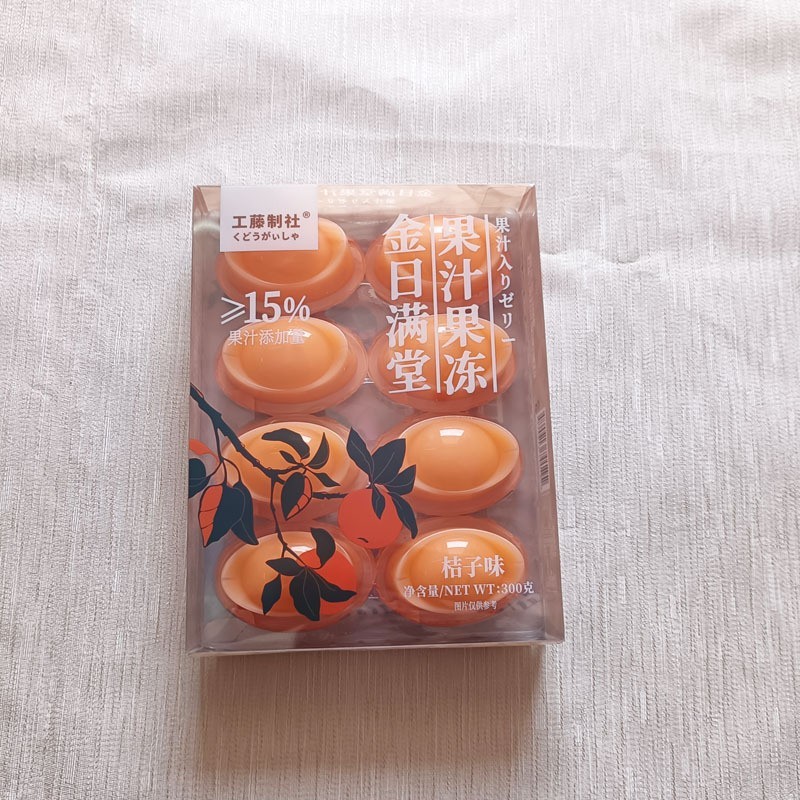 工藤制社®
くどうがぃしゃ
≥15%
果汁添加量
果汁入りゼリー
果汁果冻
金日满堂
桔子味
净含量/NET WT:300克
图片仅供参考